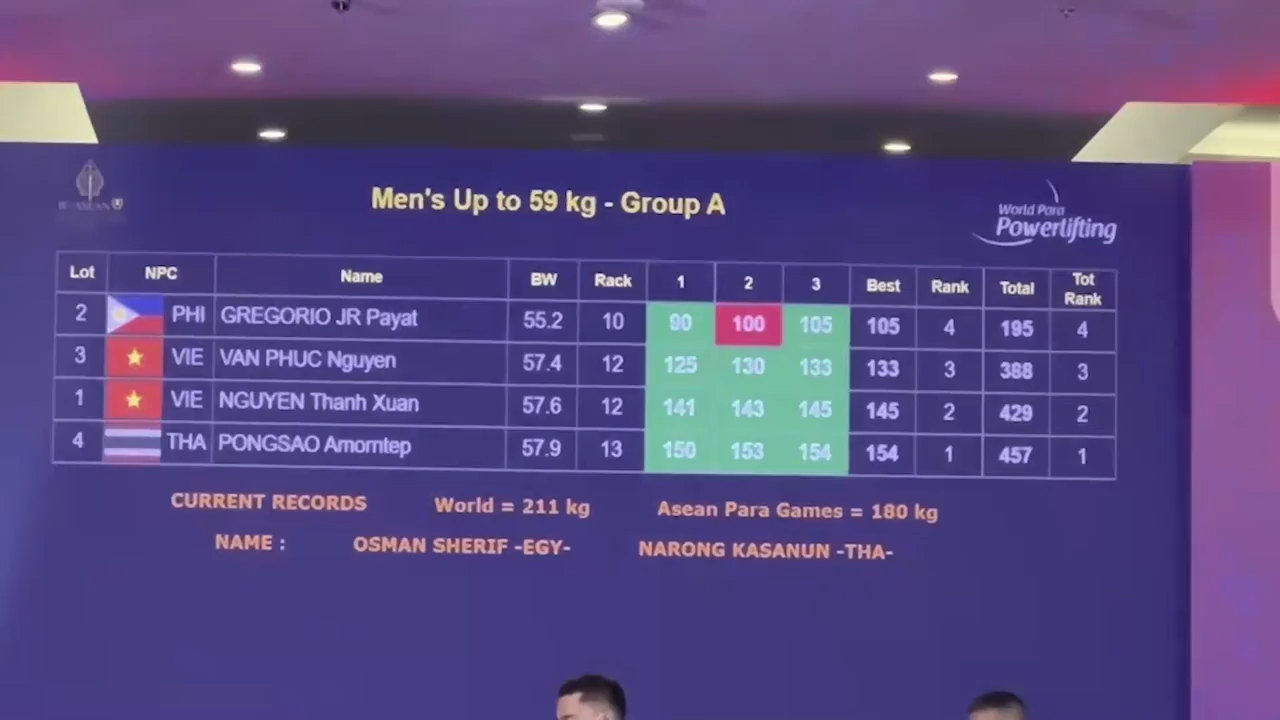 Men's Up to 59 kg - Group A
World Para
Powerlifting
Lot NPC Name BW Rack 1 2 3 Best Rank Total Tot Rank
2 PHI GREGORIO JR Payat 55.2 10 90 100 105 105 4 195 4
3 VIE VAN PHUC Nguyen 57.4 12 125 130 133 133 3 388 3
1 VIE NGUYEN Thanh Xuan 57.6 12 141 143 145 145 2 429 2
4 THA PONGSAO Amorntep 57.9 13 150 153 154 154 1 457 1
CURRENT RECORDS World = 211 kg Asean Para Games = 180 kg
NAME : OSMAN SHERIF -EGY- NARONG KASANUN -THA-